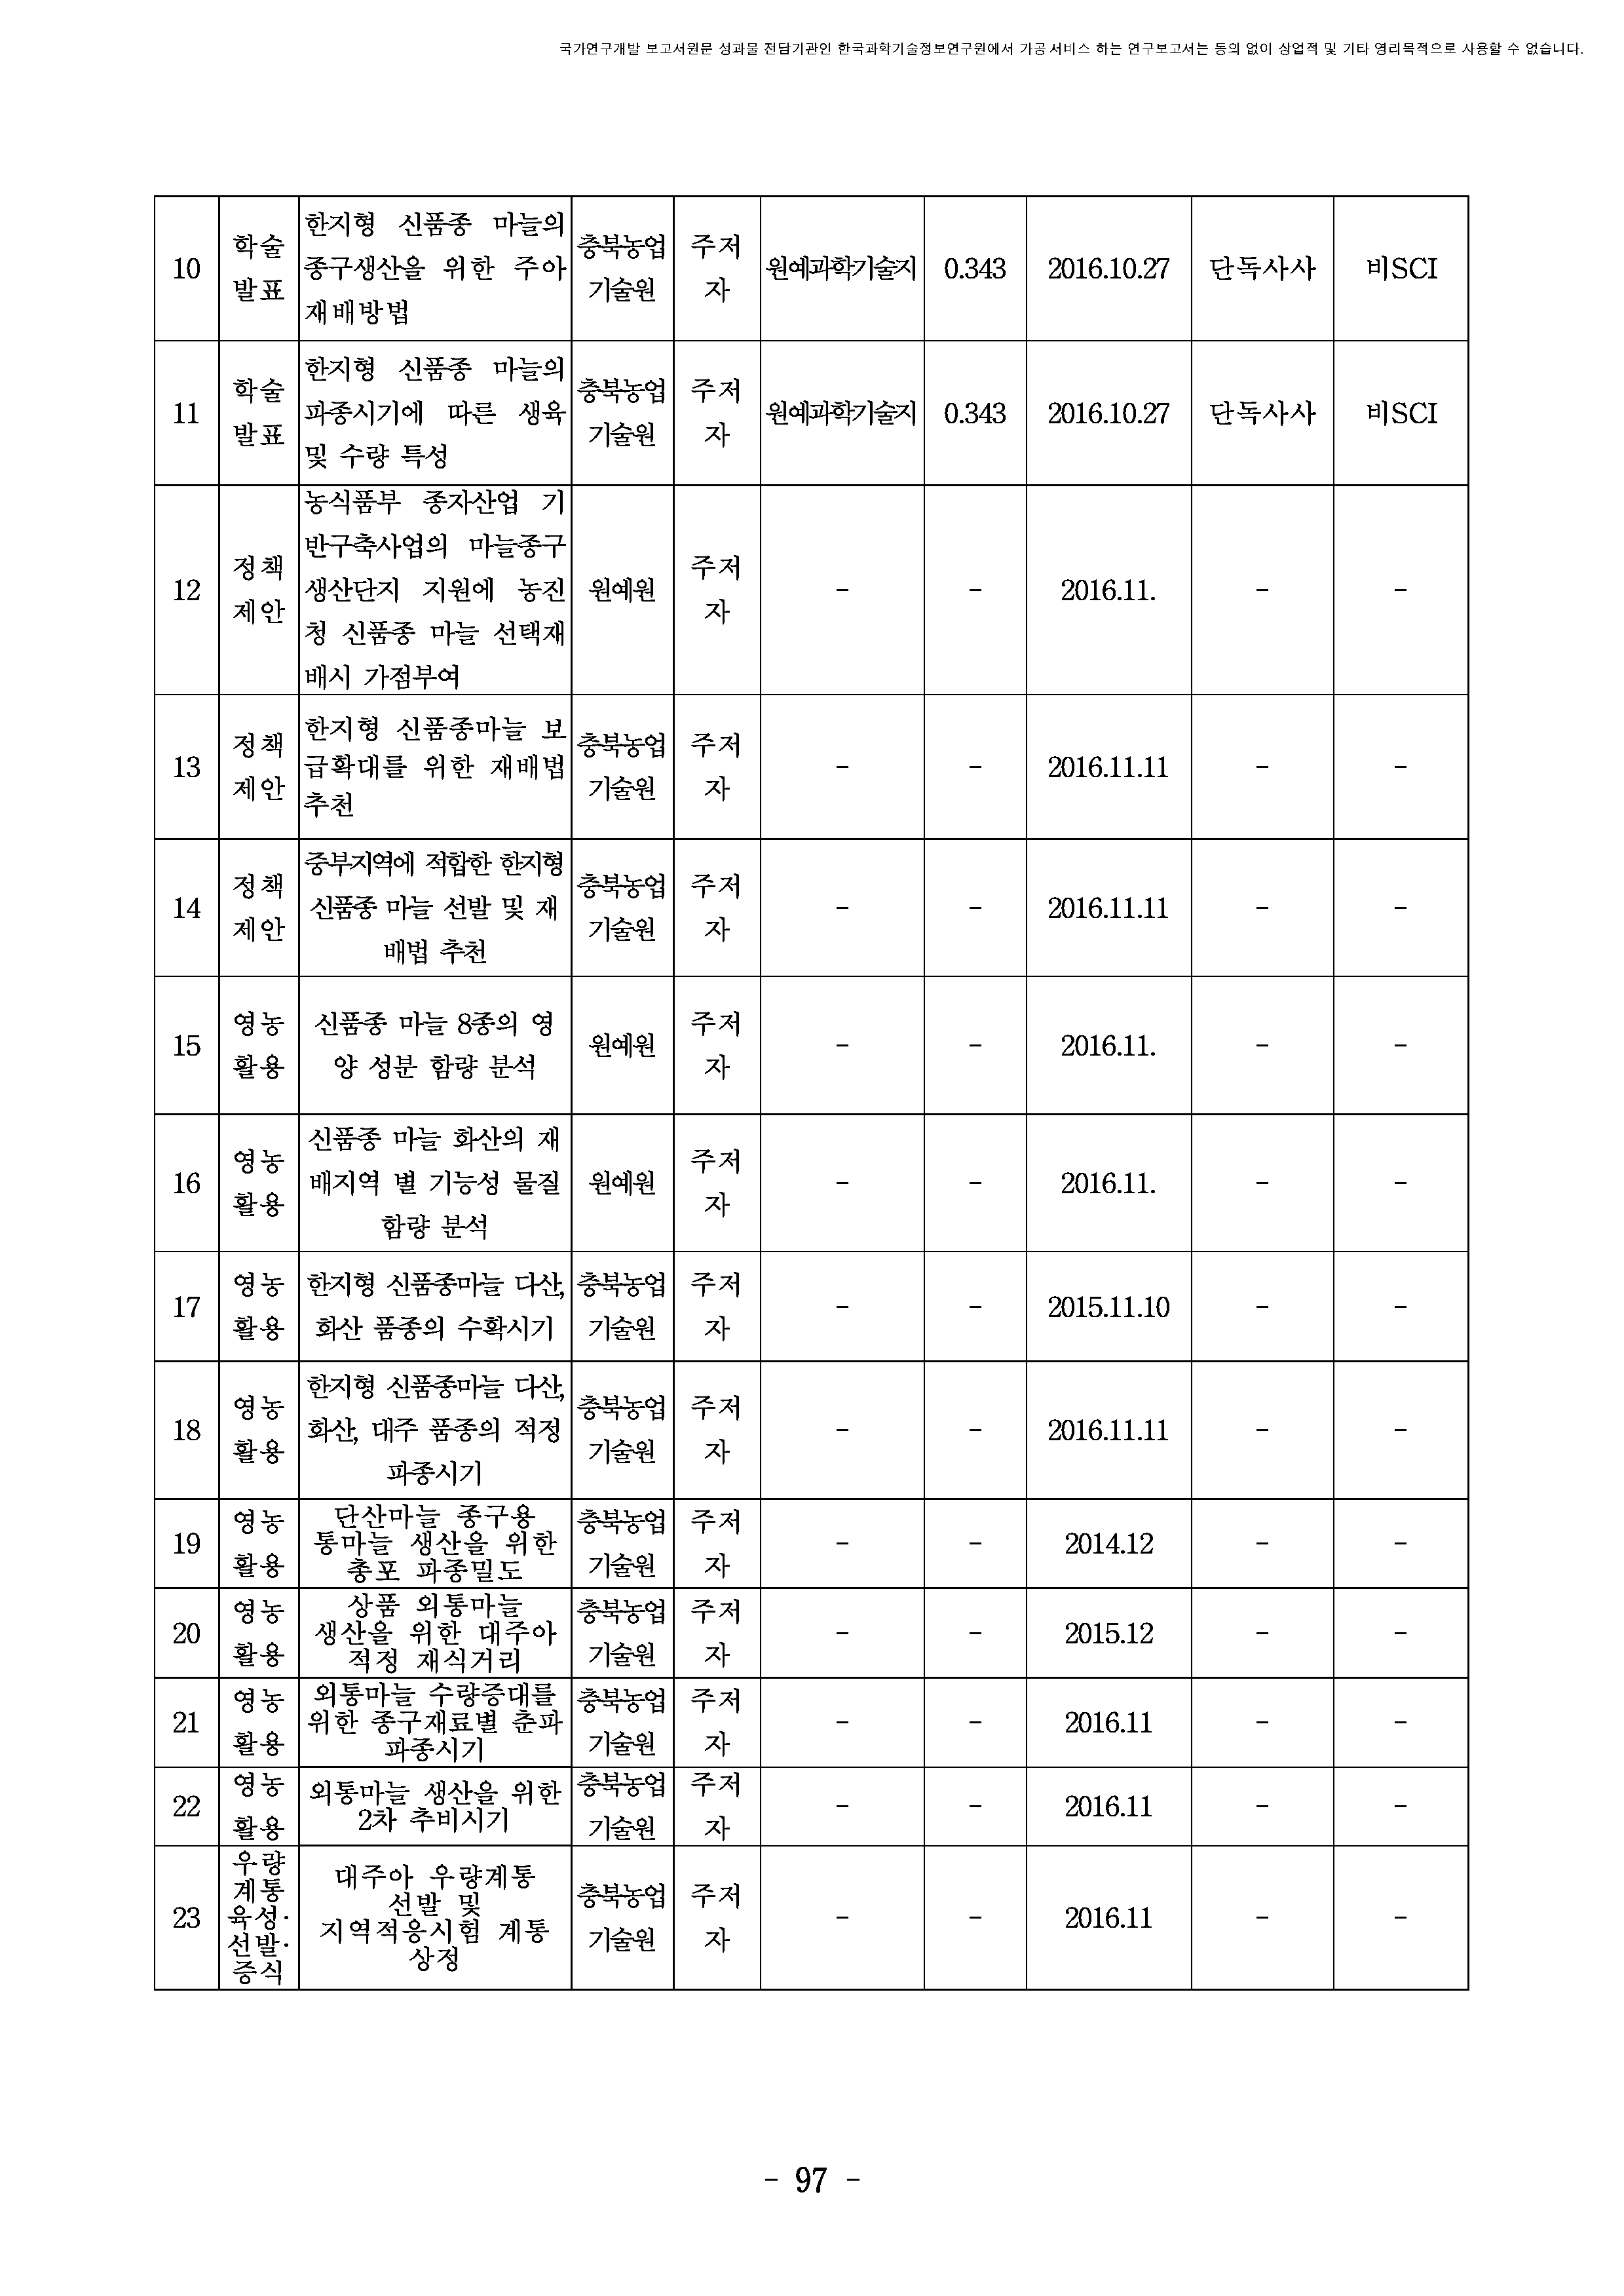 국가연구개발 보고서원문 성과물 전담기관인 한국과학기술정보연구원에서 가공·서비스 하는 연구보고서는 동의 없이 상업적 및 기타 영리목적으로 사용할 수 없습니다.
10 학술 발표 한지형 신품종 마늘의 종구생산을 위한 주아 재배방법 충북농업 기술원 주저 자 원예과학기술지 0.343 2016.10.27 단독사사 비SCI
11 학술 발표 한지형 신품종 마늘의 파종시기에 따른 생육 및 수량 특성 충북농업 기술원 주저 자 원예과학기술지 0.343 2016.10.27 단독사사 비SCI
12 정책 제안 농식품부 종자산업 기 반구축사업의 마늘종구 생산단지 지원에 농진 청 신품종 마늘 선택재 배시 가점부여 원예원 주저 자 - - 2016.11. - -
13 정책 제안 한지형 신품종마늘 보 급확대를 위한 재배법 추천 충북농업 기술원 주저 자 - - 2016.11.11 - -
14 정책 제안 중부지역에 적합한 한지형 신품종 마늘 선발 및 재 배법 추천 충북농업 기술원 주저 자 - - 2016.11.11 - -
15 영농 활용 신품종 마늘 8종의 영 양 성분 함량 분석 원예원 주저 자 - - 2016.11. - -
16 영농 활용 신품종 마늘 화산의 재 배지역 별 기능성 물질 함량 분석 원예원 주저 자 - - 2016.11. - -
17 영농 활용 한지형 신품종마늘 다산, 화산 품종의 수확시기 충북농업 기술원 주저 자 - - 2015.11.10 - -
18 영농 활용 한지형 신품종마늘 다산, 화산, 대주 품종의 적정 파종시기 충북농업 기술원 주저 자 - - 2016.11.11 - -
19 영농 활용 단산마늘 종구용 통마늘 생산을 위한 총포 파종밀도 충북농업 기술원 주저 자 - - 2014.12 - -
20 영농 활용 상품 외통마늘 생산을 위한 대주아 적정 재식거리 충북농업 기술원 주저 자 - - 2015.12 - -
21 영농 활용 외통마늘 수량증대를 위한 종구재료별 춘파 파종시기 충북농업 기술원 주저 자 - - 2016.11 - -
22 영농 활용 외통마늘 생산을 위한 2차 추비시기 충북농업 기술원 주저 자 - - 2016.11 - -
23 우량 계통 육성· 선발· 증식 대주아 우량계통 선발 및 지역적응시험 계통 상정 충북농업 기술원 주저 자 - - 2016.11 - -
- 97 -